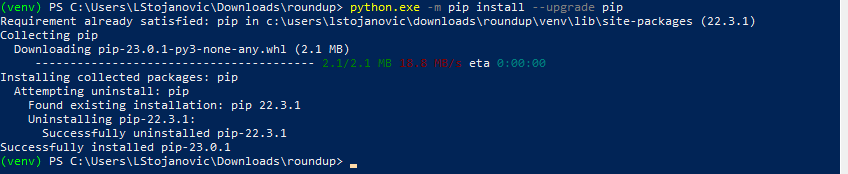 (venv) PS C:\Users\LStojanovic\Downloads\roundup> python.exe -m pip install --upgrade pip
Requirement already satisfied: pip in c:\users\lstojanovic\downloads\roundup\venv\lib\site-packages (22.3.1)
Collecting pip
  Downloading pip-23.0.1-py3-none-any.whl (2.1 MB)
     ---------------------------------------- 2.1/2.1 MB 16.8 MB/s eta 0:00:00
Installing collected packages: pip
  Attempting uninstall: pip
    Found existing installation: pip 22.3.1
    Uninstalling pip-22.3.1:
      Successfully uninstalled pip-22.3.1
Successfully installed pip-23.0.1
(venv) PS C:\Users\LStojanovic\Downloads\roundup>